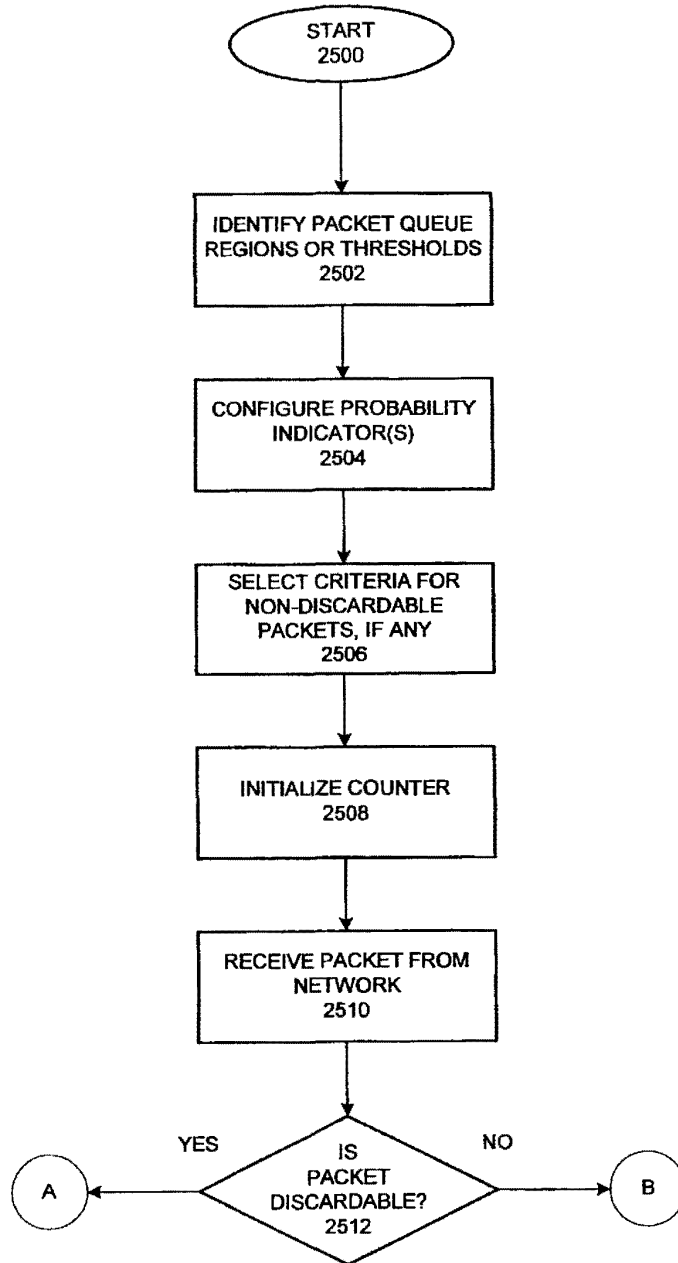 START
2500
IDENTIFY PACKET QUEUE
REGIONS OR THRESHOLDS
2502
CONFIGURE PROBABILITY
INDICATOR(S)
2504
SELECT CRITERIA FOR
NON-DISCARDABLE
PACKETS, IF ANY
2506
INITIALIZE COUNTER
2508
RECEIVE PACKET FROM
NETWORK
2510
YES
NO
IS
PACKET
DISCARDABLE?
2512
A
B